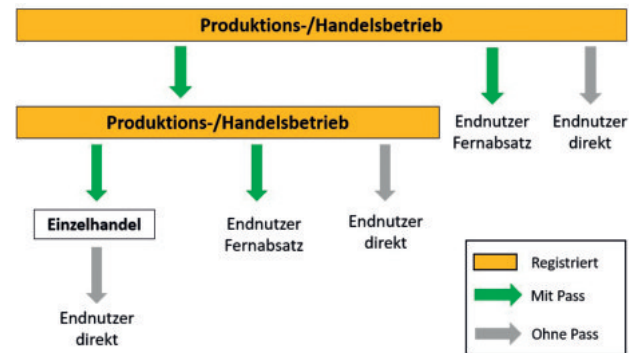 Produktions-/Handelsbetrieb
Endnutzer
Fernabsatz
Endnutzer
direkt
Produktions-/Handelsbetrieb
Einzelhandel
Endnutzer
Fernabsatz
Endnutzer
direkt
Endnutzer
direkt
Registriert
Mit Pass
Ohne Pass